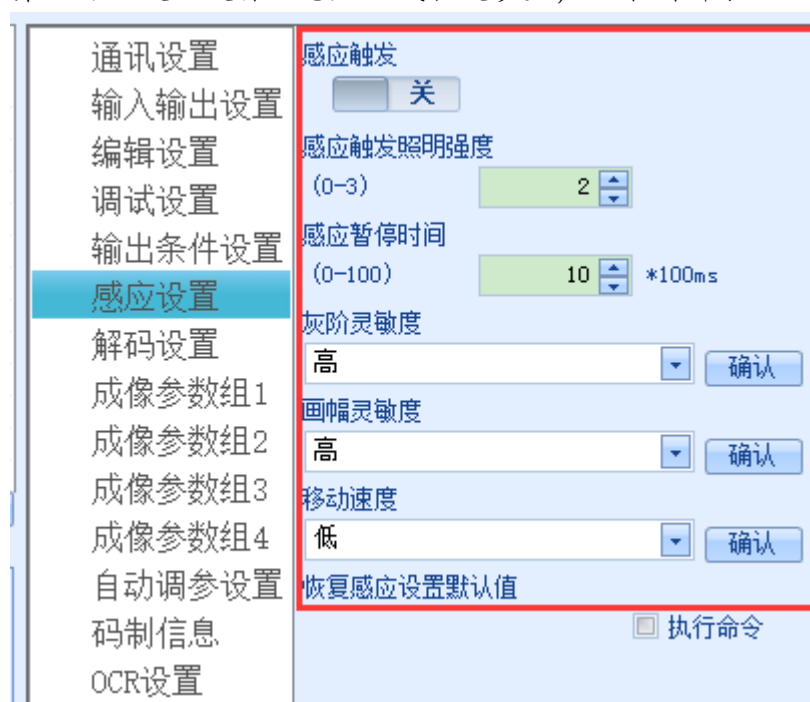 通讯设置
输入输出设置
编辑设置
调试设置
输出条件设置
感应设置
解码设置
成像参数组1
成像参数组2
成像参数组3
成像参数组4
自动调参设置
码制信息
OCR设置
感应触发
关
感应触发照明强度
(0-3) 2
感应暂停时间
(0-100) 10 *100ms
灰阶灵敏度
高 确认
画幅灵敏度
高 确认
移动速度
低 确认
恢复感应设置默认值
执行命令